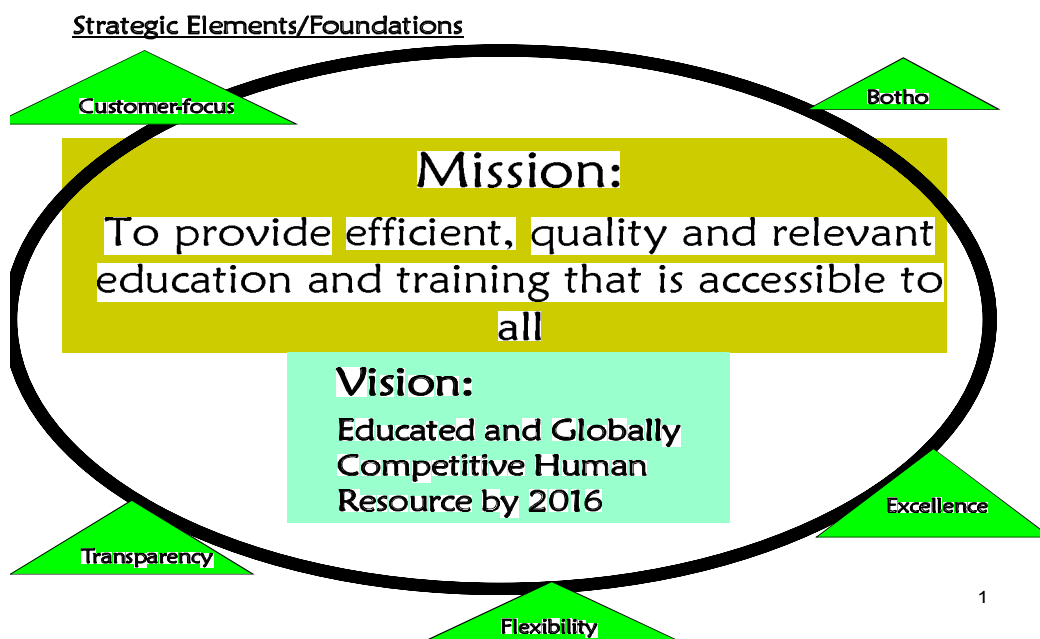 Strategic Elements/Foundations
Customer-focus
Botho
Mission:
To provide efficient, quality and relevant
education and training that is accessible to
all
Vision:
Educated and Globally
Competitive Human
Resource by 2016
Excellence
Transparency
Flexibility
1